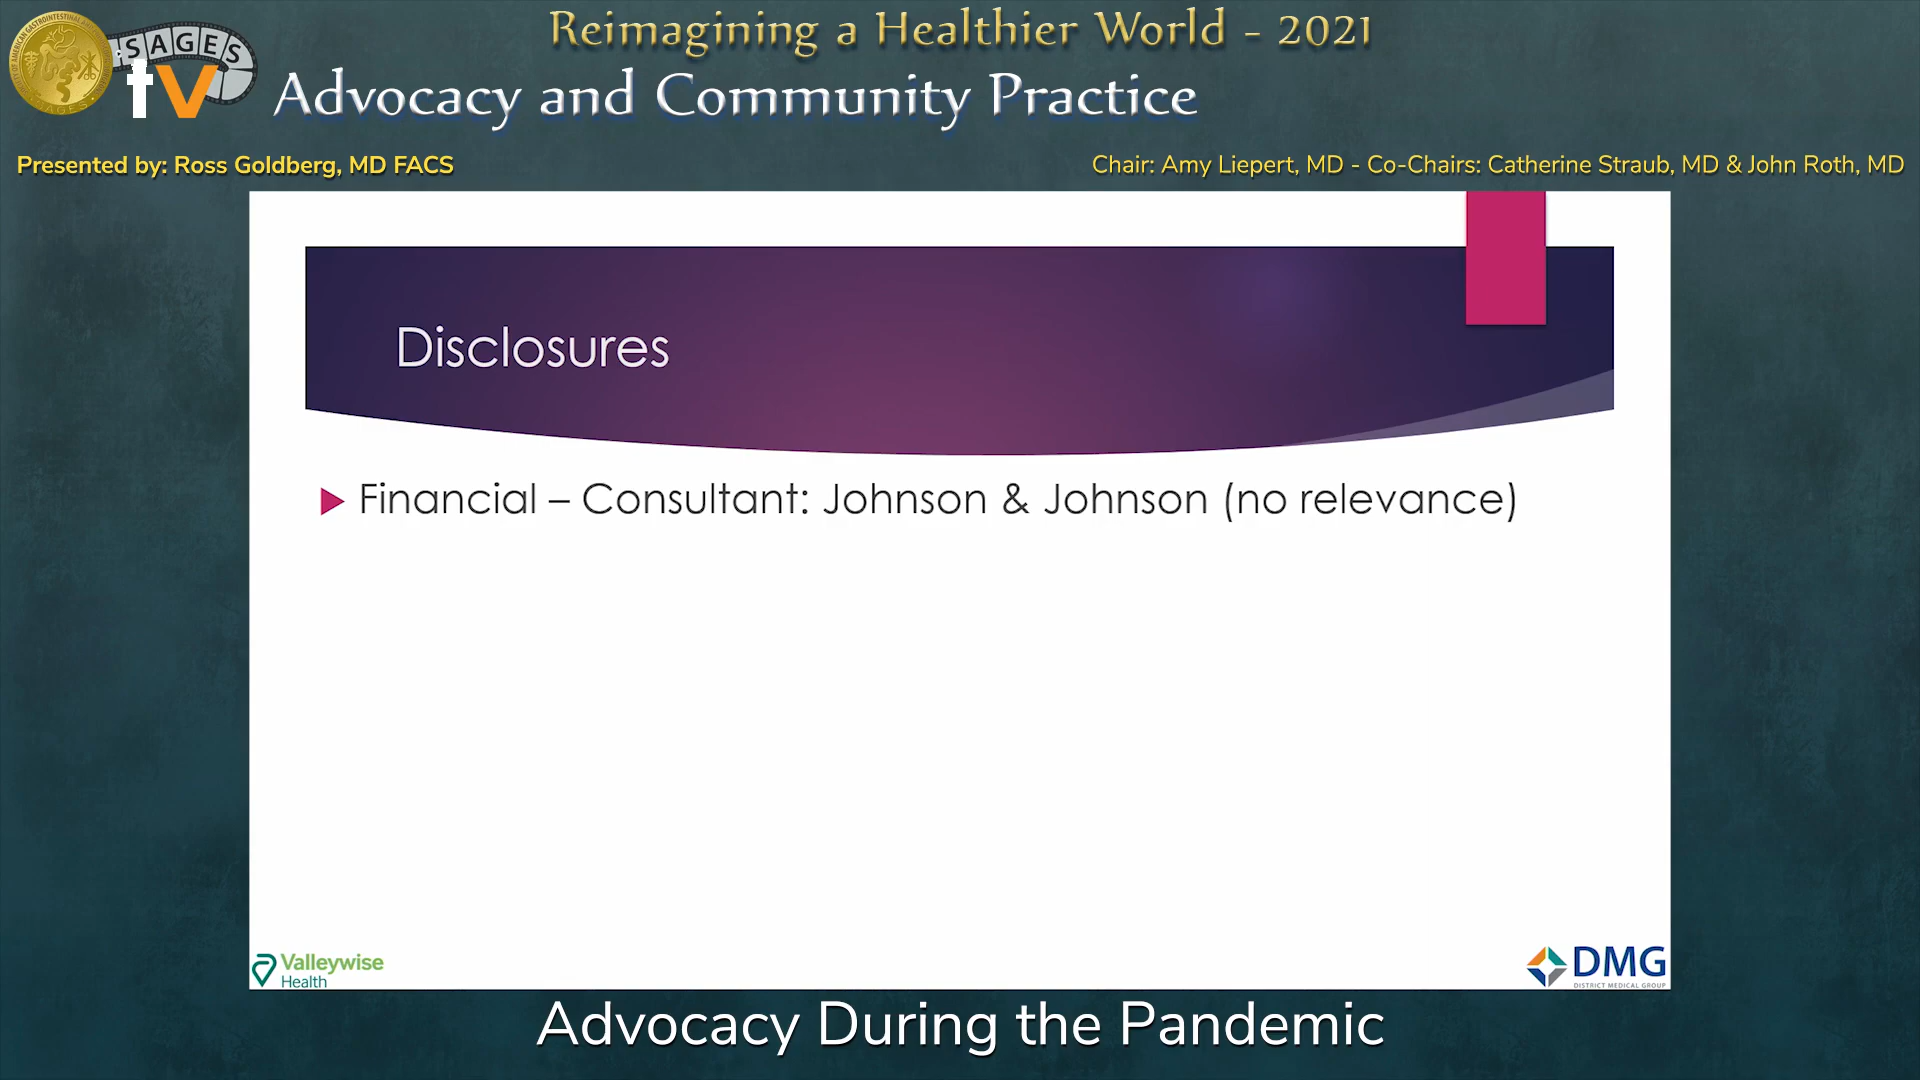 Reimagining a Healthier World - 2021
SAGES
tv
Advocacy and Community Practice
Presented by: Ross Goldberg, MD FACS
Chair: Amy Liepert, MD - Co-Chairs: Catherine Straub, MD & John Roth, MD
Disclosures
Financial – Consultant: Johnson & Johnson (no relevance)
Valleywise
Health
DMG
DISTRICT MEDICAL GROUP
Advocacy During the Pandemic